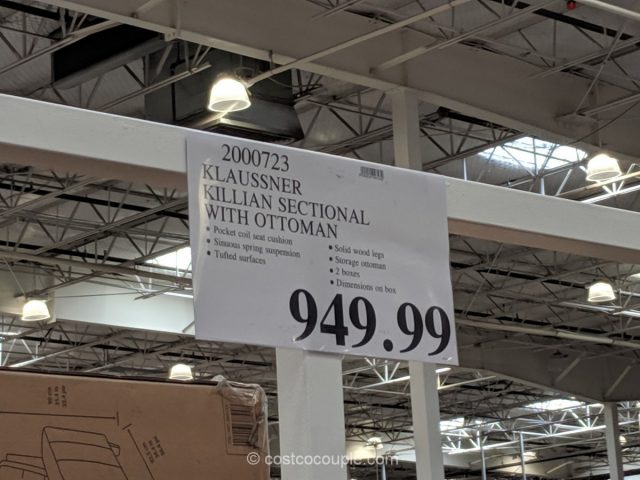 2000723
KLAUSSNER
KILLIAN SECTIONAL
WITH OTTOMAN
• Pocket coil seat cushion
• Sinuous spring suspension
• Tufted surfaces
• Solid wood legs
• Storage ottoman
• 2 boxes
• Dimensions on box
949.99
© costcocouple.com